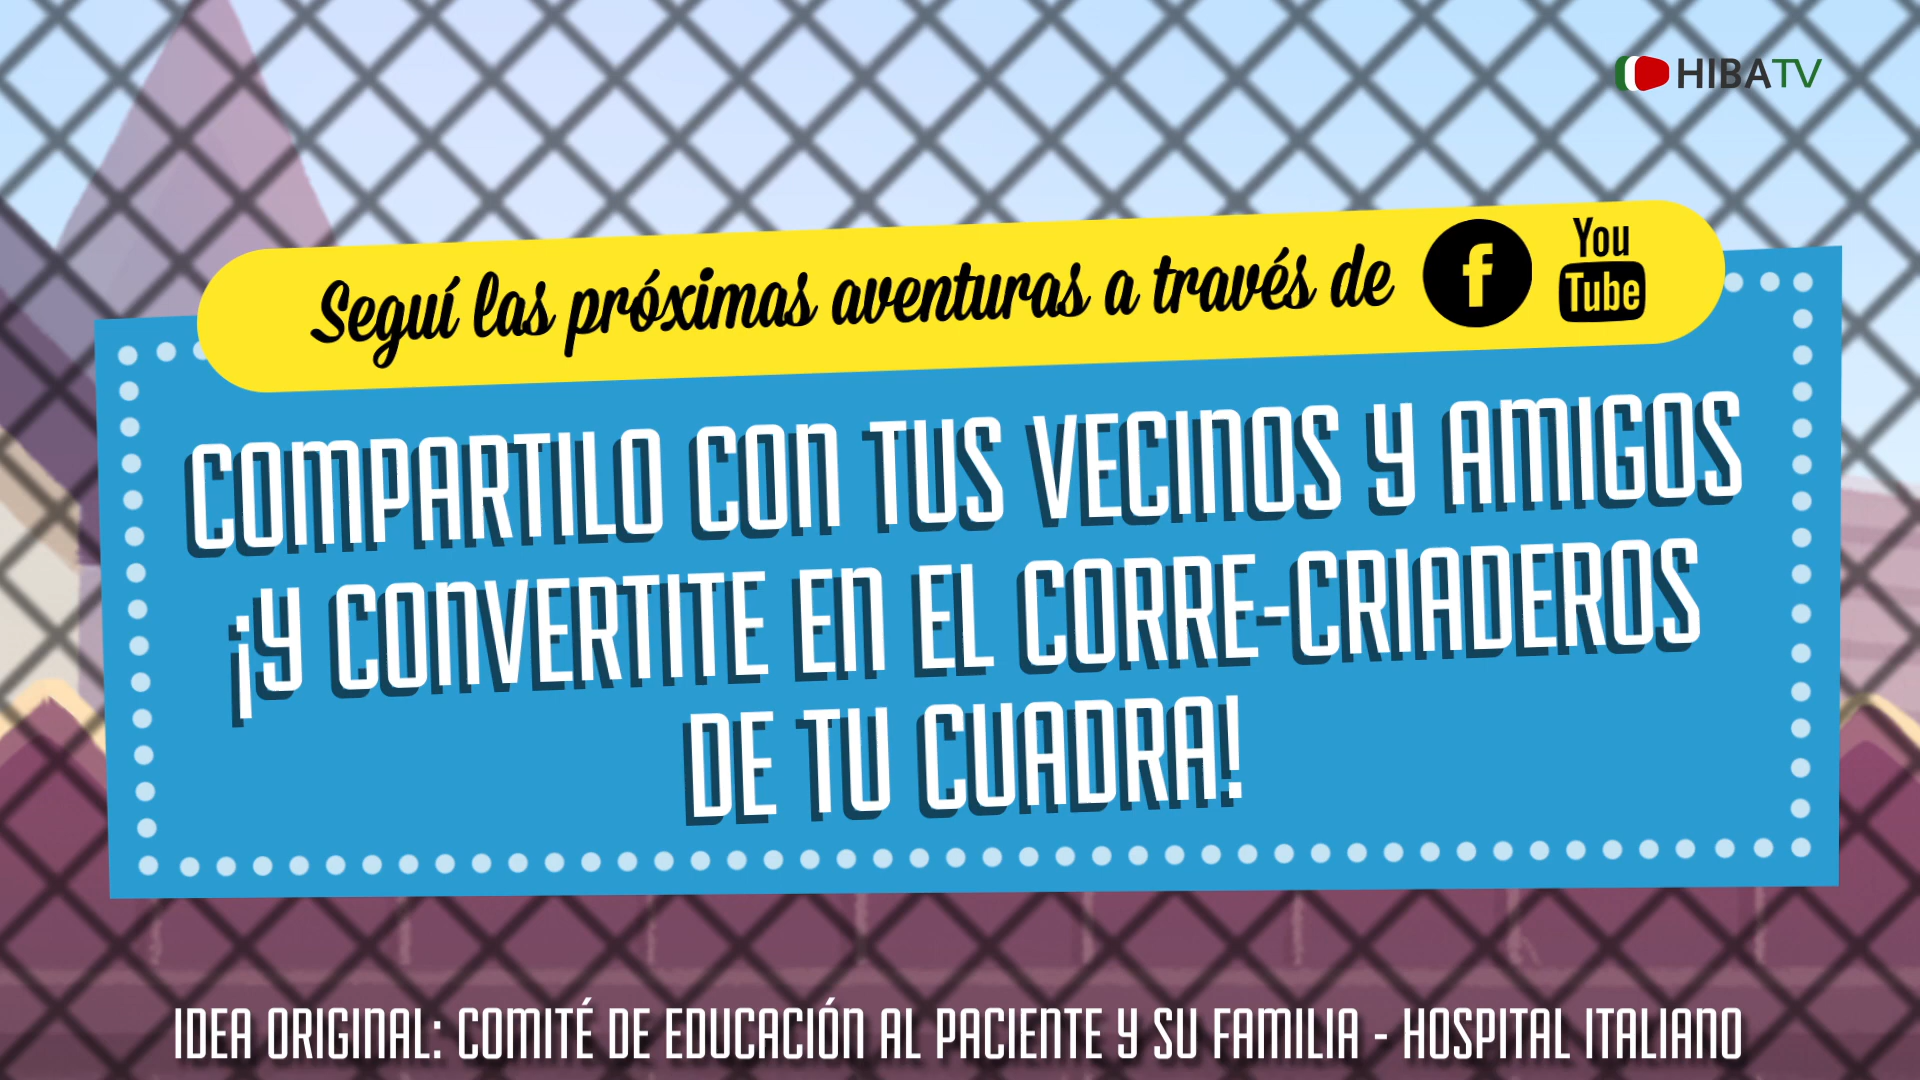 HIBATV
Seguí las próximas aventuras a través de f You
Tube
COMPARTILO CON TUS VECINOS Y AMIGOS
¡Y CONVERTITE EN EL CORRE-CRIADEROS
DE TU CUADRA!
IDEA ORIGINAL: COMITÉ DE EDUCACIÓN AL PACIENTE Y SU FAMILIA - HOSPITAL ITALIANO